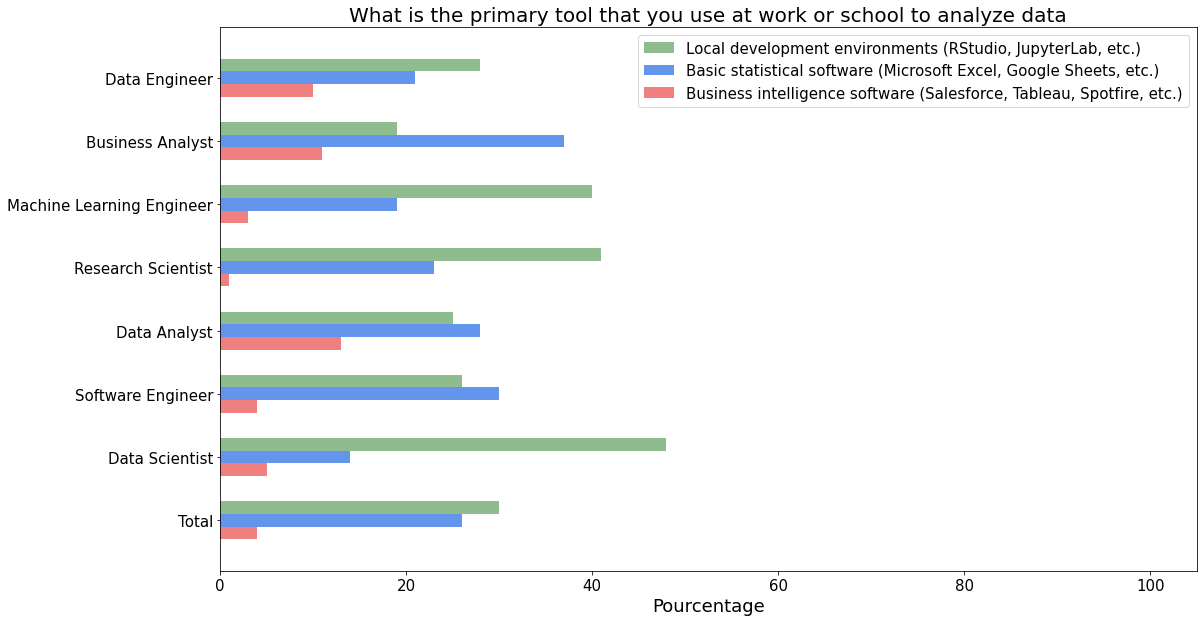 What is the primary tool that you use at work or school to analyze data
Local development environments (RStudio, JupyterLab, etc.)
Basic statistical software (Microsoft Excel, Google Sheets, etc.)
Business intelligence software (Salesforce, Tableau, Spotfire, etc.)
Data Engineer
Business Analyst
Machine Learning Engineer
Research Scientist
Data Analyst
Software Engineer
Data Scientist
Total
0 20 40 60 80 100
Pourcentage